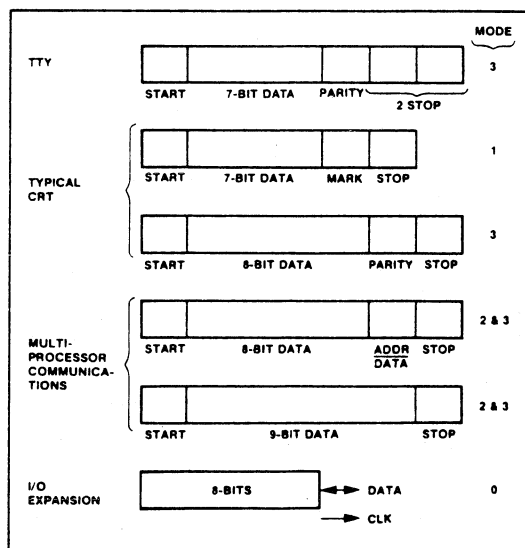 MODE
TTY
3
START 7-BIT DATA PARITY
2 STOP
1
START 7-BIT DATA MARK STOP
TYPICAL
CRT
3
START 8-BIT DATA PARITY STOP
2 & 3
START 8-BIT DATA ADDR STOP
DATA
MULTI-
PROCESSOR
COMMUNICA-
TIONS
2 & 3
START 9-BIT DATA STOP
I/O
EXPANSION
8-BITS
DATA
0
CLK